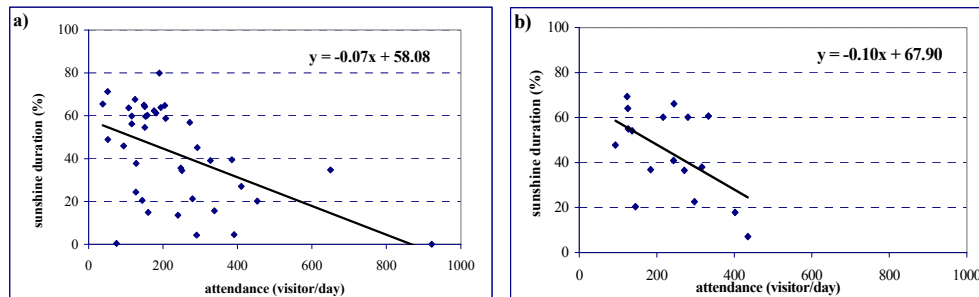 a)
y = -0.07x + 58.08
100
80
60
40
20
0
sunshine duration (%)
0 200 400 600 800 1000
attendance (visitor/day)
b)
y = -0.10x + 67.90
100
80
60
40
20
0
sunshine duration (%)
0 200 400 600 800 1000
attendance (visitor/day)